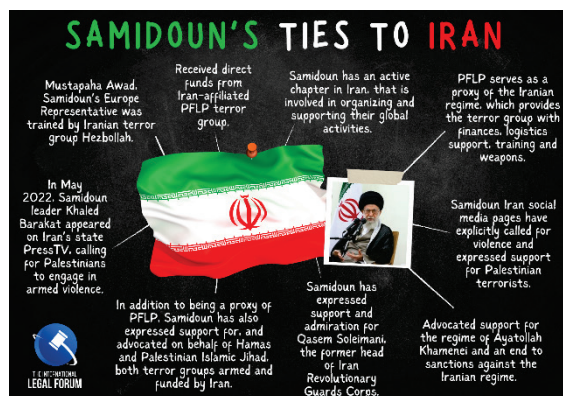 SAMIDOUN'S TIES TO IRAN
Mustapaha Awad,
Samidoun's Europe
Representative was
trained by Iranian terror
group Hezbollah.
Received direct
funds from
Iran-affiliated
PFLP terror
group.
Samidoun has an active
chapter in Iran, that is
involved in organizing and
supporting their global
activities.
PFLP serves as a
proxy of the Iranian
regime, which provides
the terror group with
finances, logistics
support, training and
weapons.
In May
2022, Samidoun
leader Khaled
Barakat appeared
on Iran's state
PressTV, calling
for Palestinians
to engage in
armed violence.
Samidoun Iran social
media pages have
explicitly called for
violence and
expressed support
for Palestinian
terrorists.
In addition to being a proxy of
PFLP, Samidoun has also
expressed support for, and
advocated on behalf of Hamas
and Palestinian Islamic Jihad,
both terror groups armed and
funded by Iran.
Samidoun has
expressed
support and
admiration for
Qasem Soleimani,
the former head
of Iran
Revolutionary
Guards Corps.
Advocated support for
the regime of Ayatollah
Khamenei and an end to
sanctions against the
Iranian regime.
THE INTERNATIONAL
LEGAL FORUM